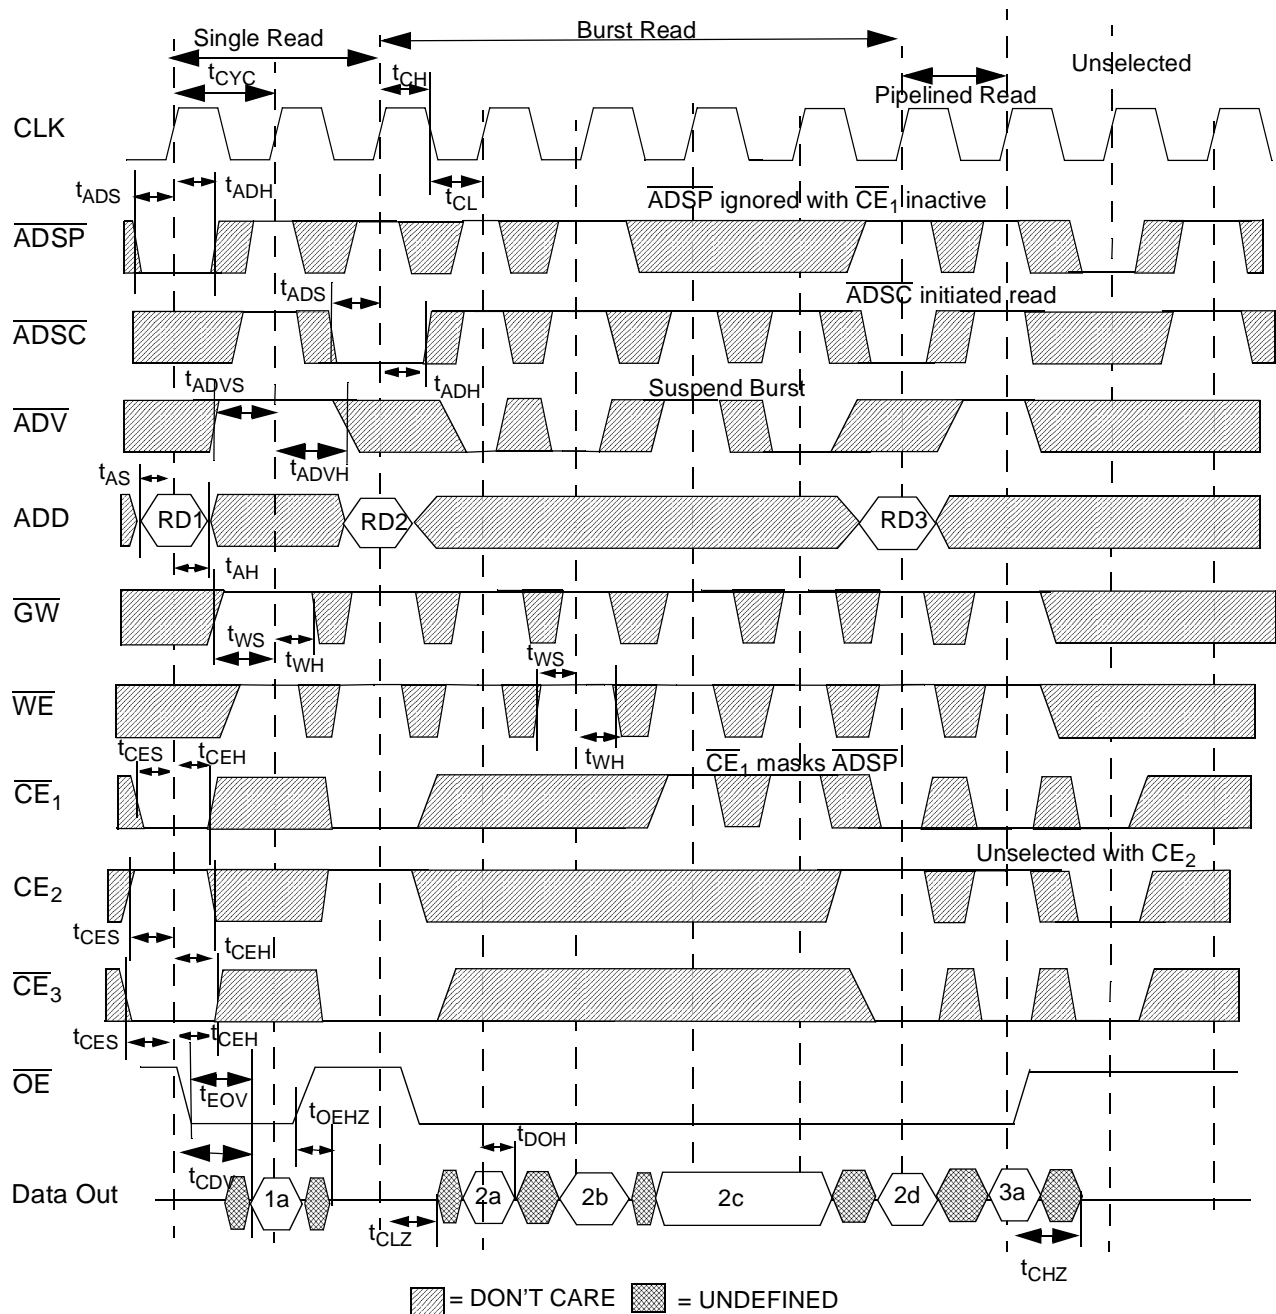 Single Read
Burst Read
Unselected
tCYC
tCH
Pipelined Read
CLK
tADS
tADH
tCL
ADSP ignored with CE1 inactive
ADSP
tADS
ADSC initiated read
ADSC
tADVS
tADH
Suspend Burst
ADV
tAS
tADVH
ADD
RD1
RD2
RD3
tAH
GW
tWS
tWH
tWS
WE
tCES
tCEH
tWH
CE1 masks ADSP
CE1
Unselected with CE2
CE2
tCES
tCEH
CE3
tCES
tCEH
OE
tEOV
tOEHZ
tDOH
tCDV
Data Out
1a
2a
2b
2c
2d
3a
tCLZ
tCHZ
= DON'T CARE
= UNDEFINED